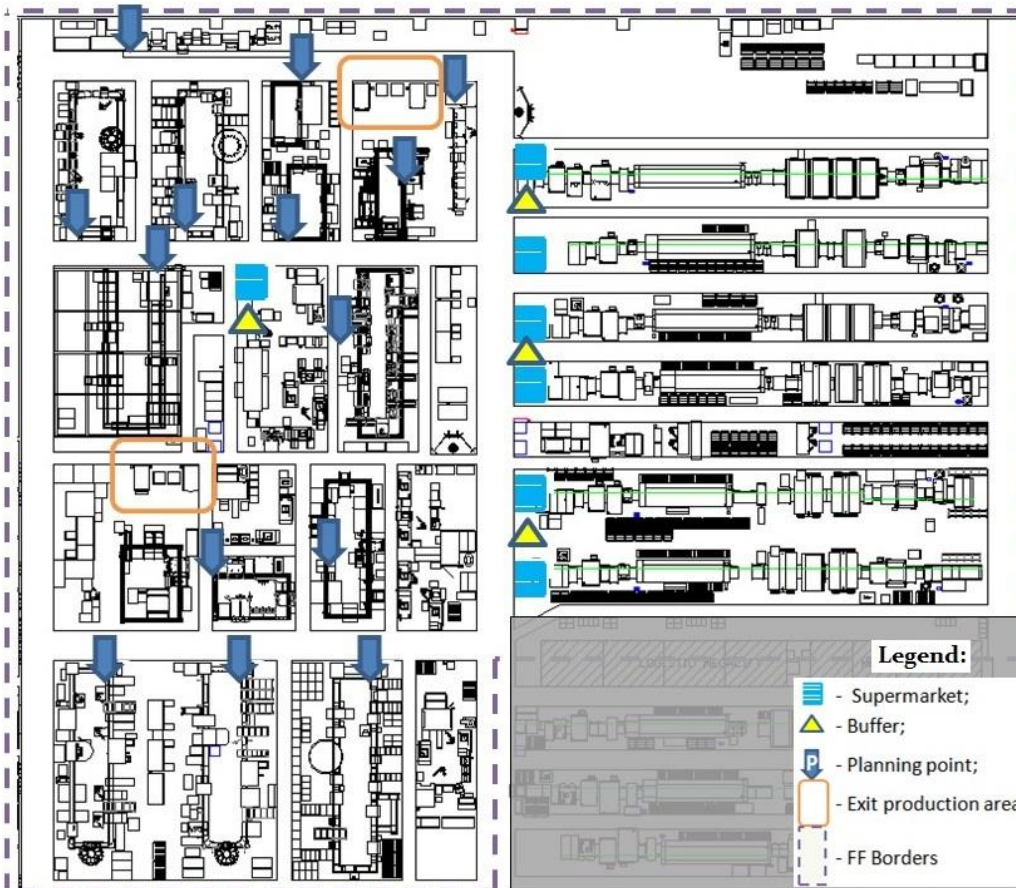 Legend:
- Supermarket;
- Buffer;
P
- Planning point;
- Exit production area
- FF Borders